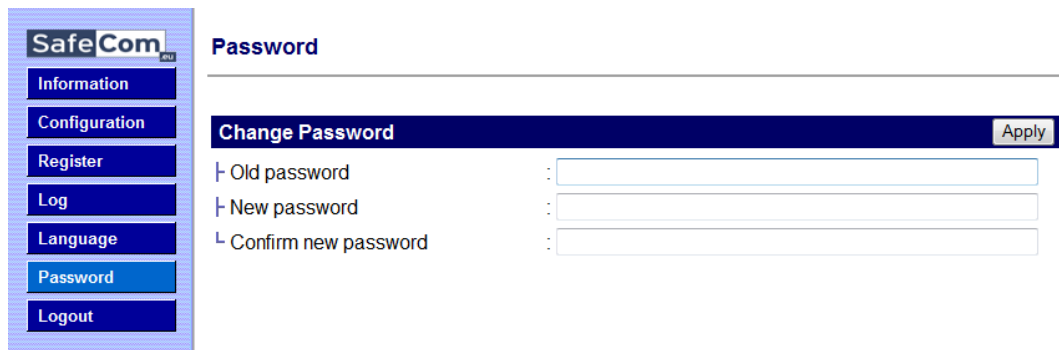 SafeCom.eu
Information
Configuration
Register
Log
Language
Password
Logout
Password
Change Password Apply
Old password :
New password :
Confirm new password :